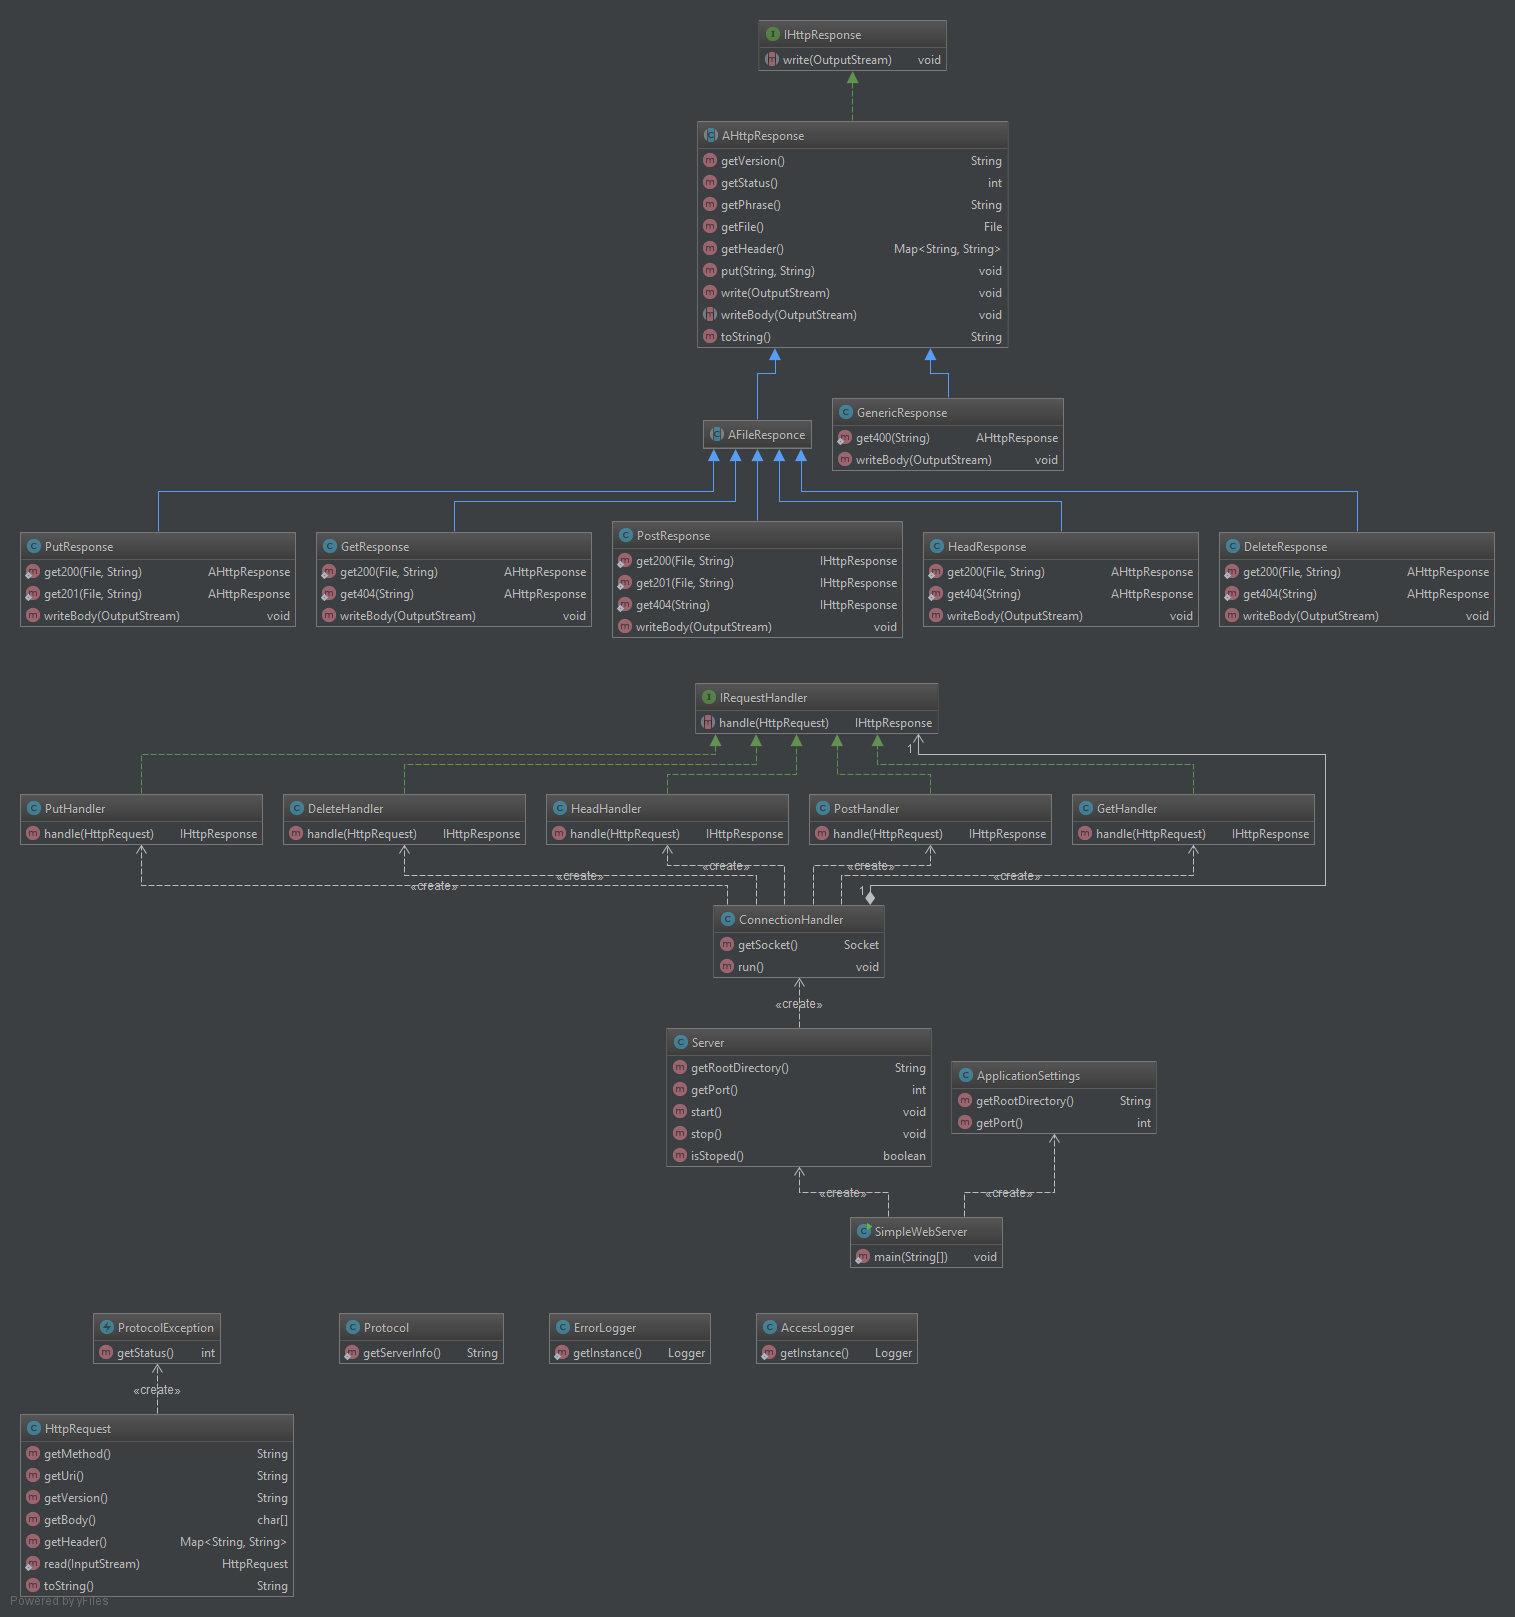 IHttpResponse
write(OutputStream) void
AHttpResponse
getVersion() String
getStatus() int
getPhrase() String
getFile() File
getHeader() Map<String, String>
put(String, String) void
write(OutputStream) void
writeBody(OutputStream) void
toString() String
GenericResponse
get400(String) AHttpResponse
writeBody(OutputStream) void
AFileResponce
PutResponse
get200(File, String) AHttpResponse
get201(File, String) AHttpResponse
writeBody(OutputStream) void
GetResponse
get200(File, String) AHttpResponse
get404(String) AHttpResponse
writeBody(OutputStream) void
PostResponse
get200(File, String) IHttpResponse
get201(File, String) IHttpResponse
get404(String) IHttpResponse
writeBody(OutputStream) void
HeadResponse
get200(File, String) AHttpResponse
get404(String) AHttpResponse
writeBody(OutputStream) void
DeleteResponse
get200(File, String) AHttpResponse
get404(String) AHttpResponse
writeBody(OutputStream) void
IRequestHandler
handle(HttpRequest) IHttpResponse
1
PutHandler
handle(HttpRequest) IHttpResponse
DeleteHandler
handle(HttpRequest) IHttpResponse
HeadHandler
handle(HttpRequest) IHttpResponse
PostHandler
handle(HttpRequest) IHttpResponse
GetHandler
handle(HttpRequest) IHttpResponse
«create»
«create»
«create»
«create»
«create»
1
ConnectionHandler
getSocket() Socket
run() void
«create»
Server
getRootDirectory() String
getPort() int
start() void
stop() void
isStoped() boolean
ApplicationSettings
getRootDirectory() String
getPort() int
«create»
«create»
SimpleWebServer
main(String[]) void
ProtocolException
getStatus() int
Protocol
getServerInfo() String
ErrorLogger
getInstance() Logger
AccessLogger
getInstance() Logger
«create»
HttpRequest
getMethod() String
getUri() String
getVersion() String
getBody() char[]
getHeader() Map<String, String>
read(InputStream) HttpRequest
toString() String
Powered by yFiles